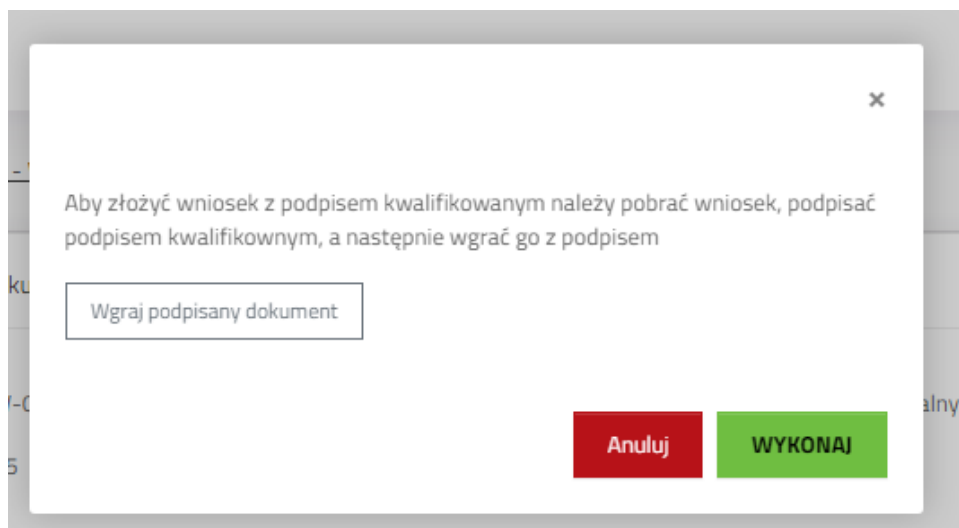 ×
Aby złożyć wniosek z podpisem kwalifikowanym należy pobrać wniosek, podpisać
podpisem kwalifikownym, a następnie wgrać go z podpisem
Wgraj podpisany dokument
Anuluj
WYKONAJ